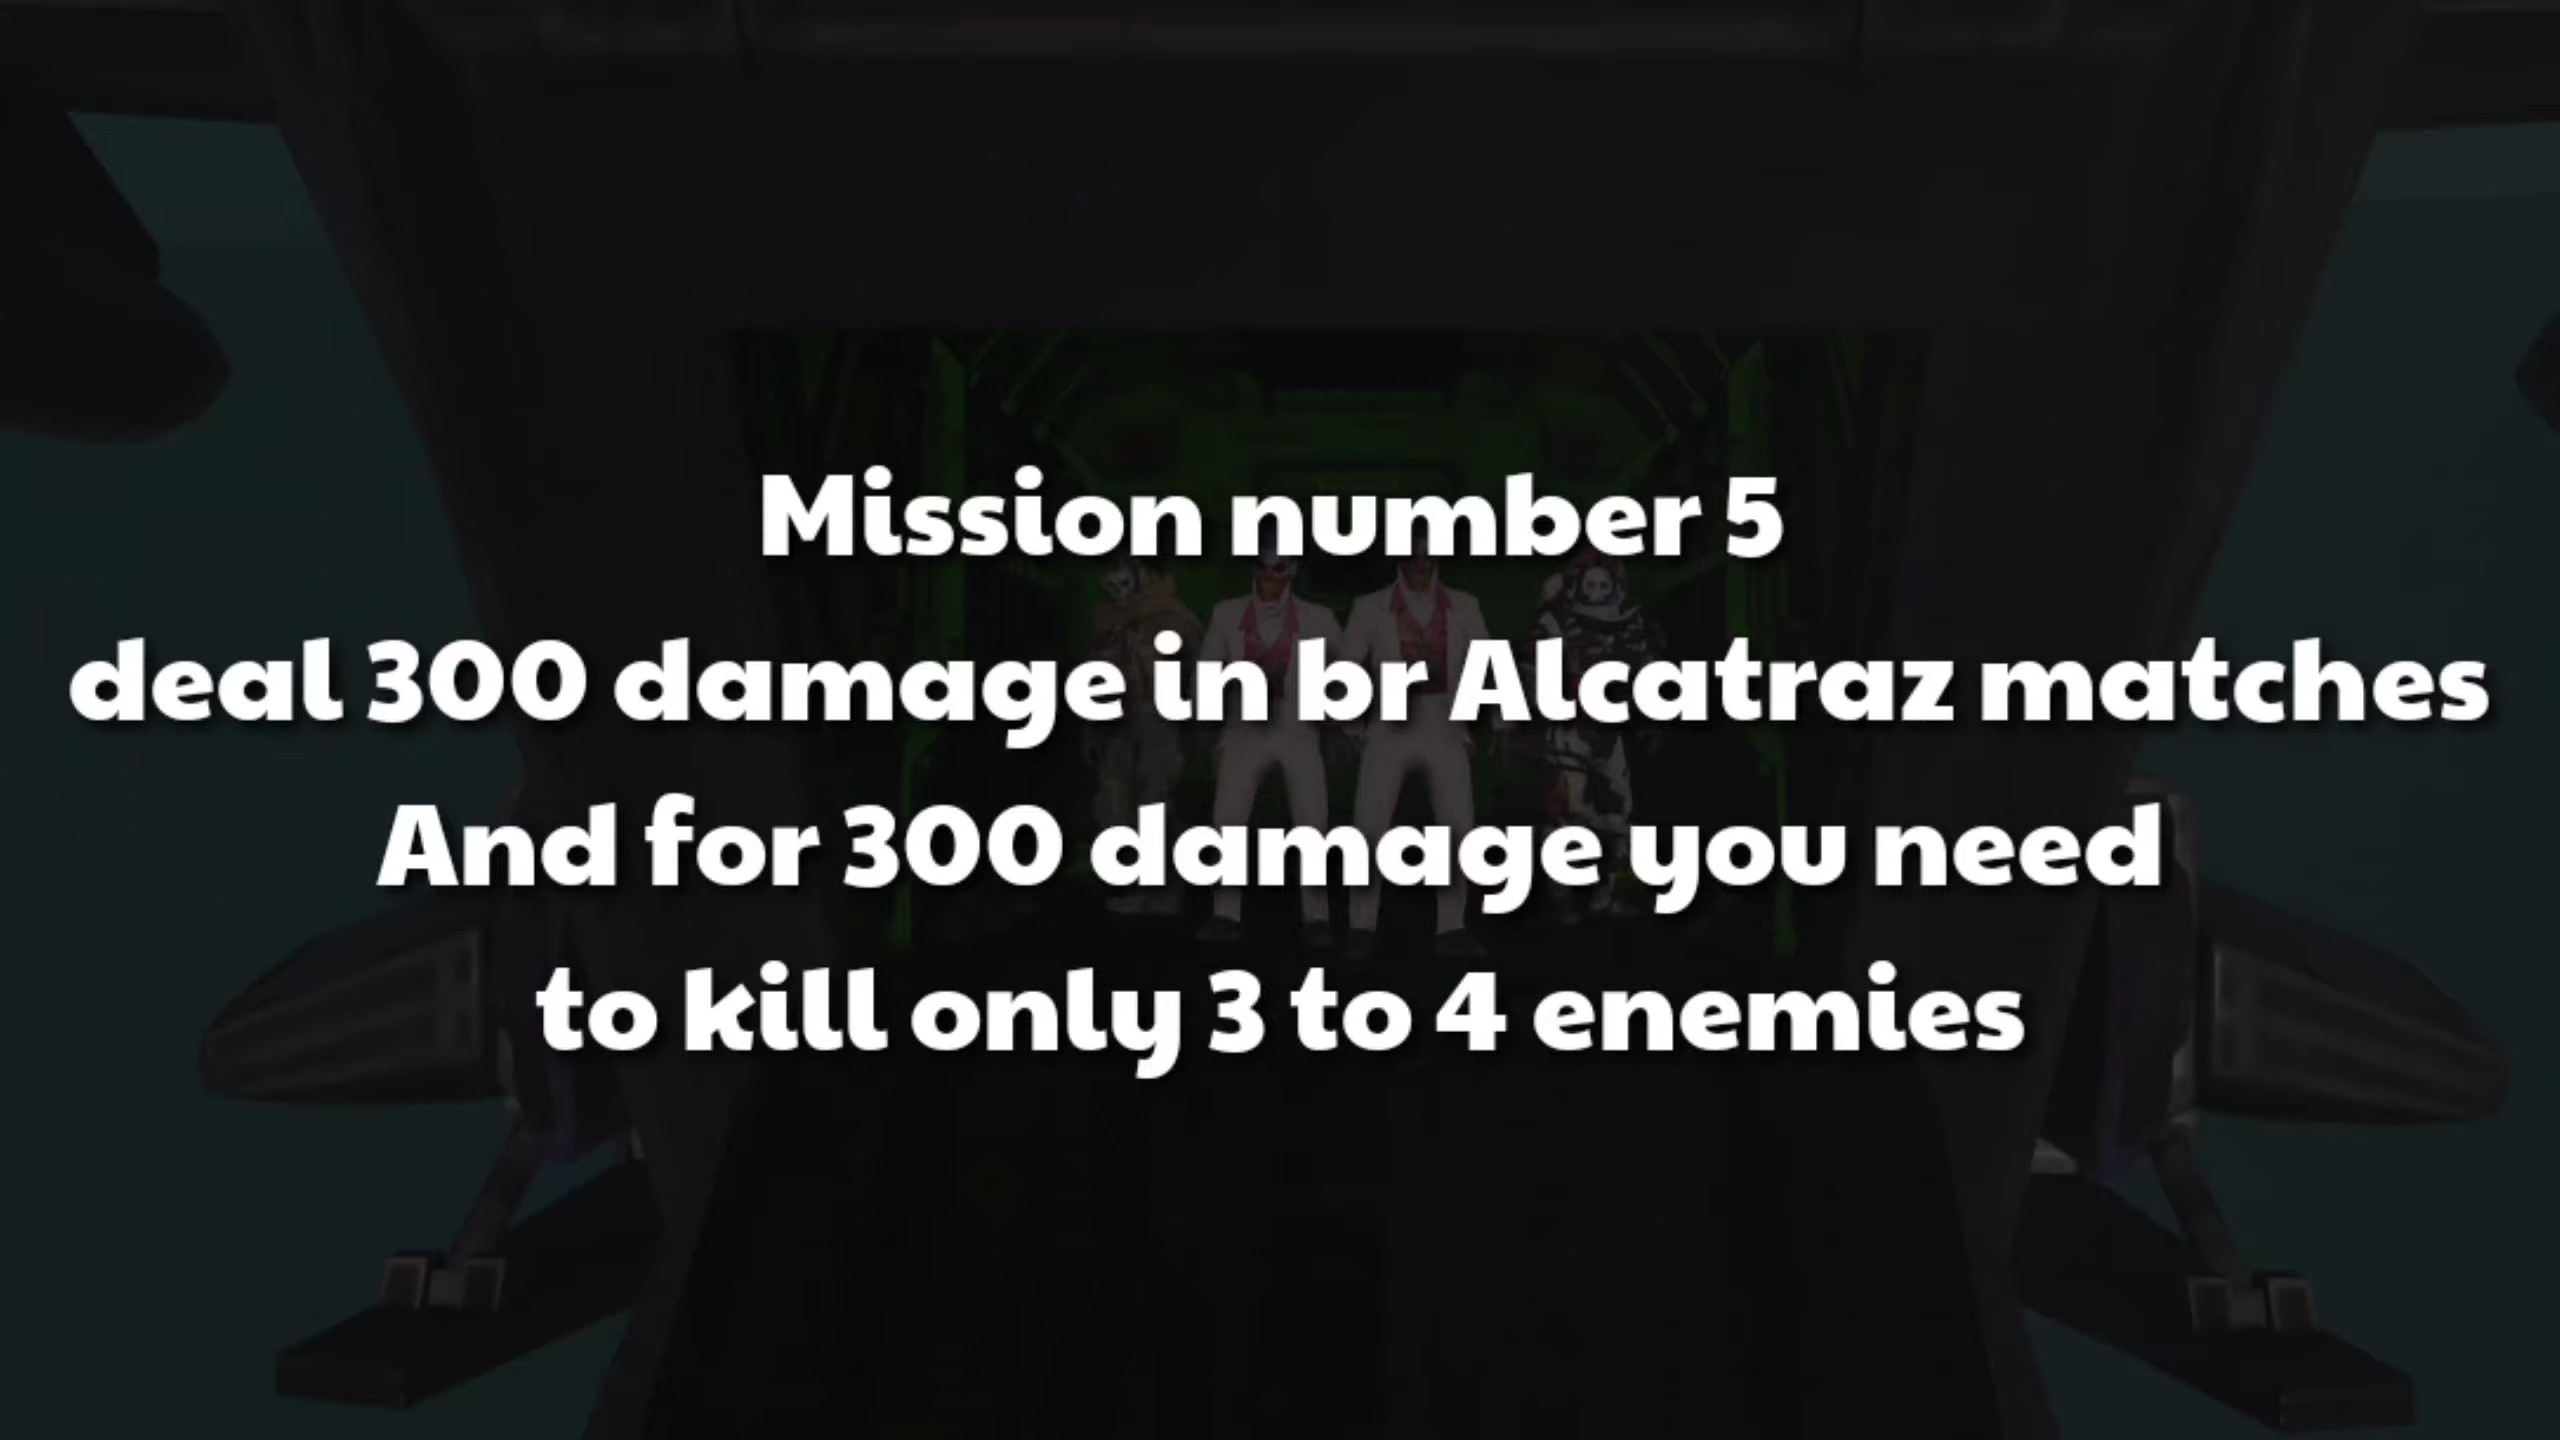 Mission number 5
deal 300 damage in br Alcatraz matches
And for 300 damage you need
to kill only 3 to 4 enemies